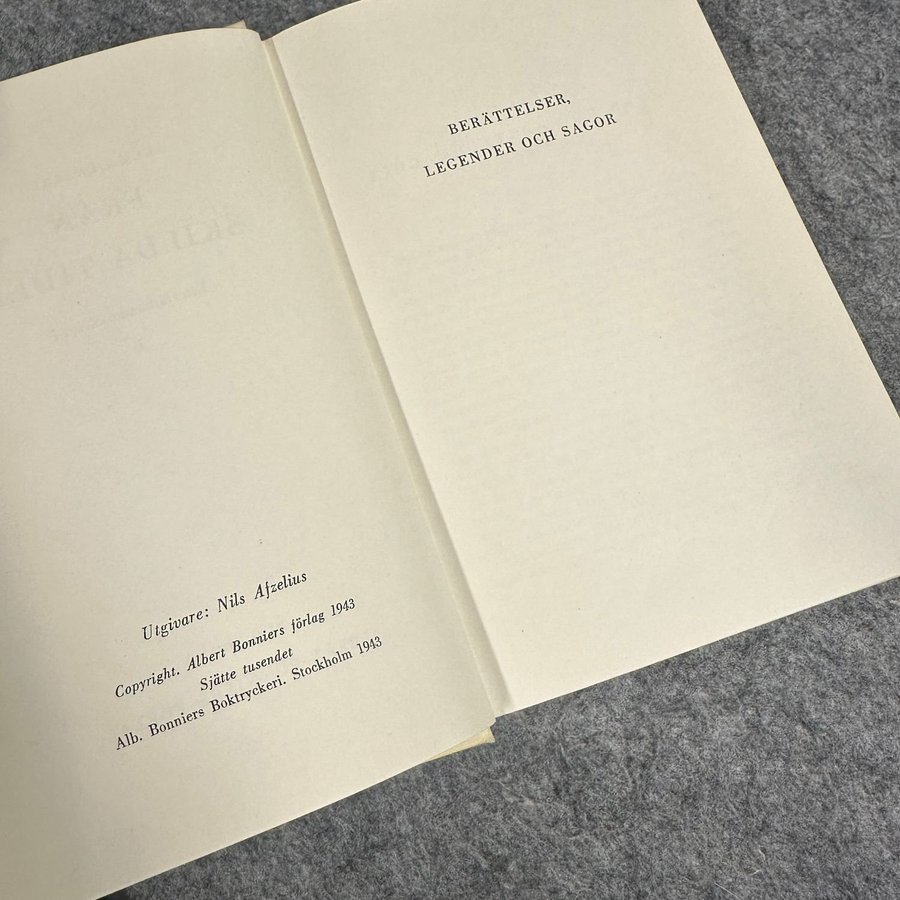 Utgivare: Nils Afzelius
Copyright. Albert Bonniers förlag 1943
Sjätte tusendet
Alb. Bonniers Boktryckeri. Stockholm 1943
BERÄTTELSER,
LEGENDER OCH SAGOR